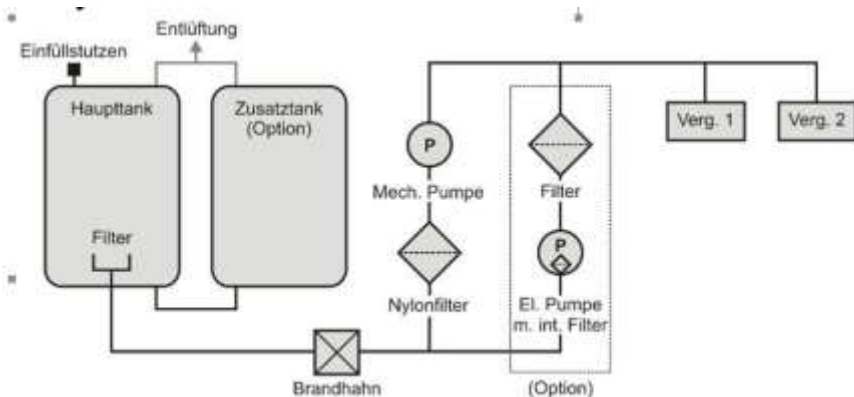 Entlüftung
Einfüllstutzen
Haupttank
Zusatztank
(Option)
Filter
P
Mech. Pumpe
Nylonfilter
Filter
P
El. Pumpe
m. int. Filter
(Option)
Verg. 1
Verg. 2
Brandhahn